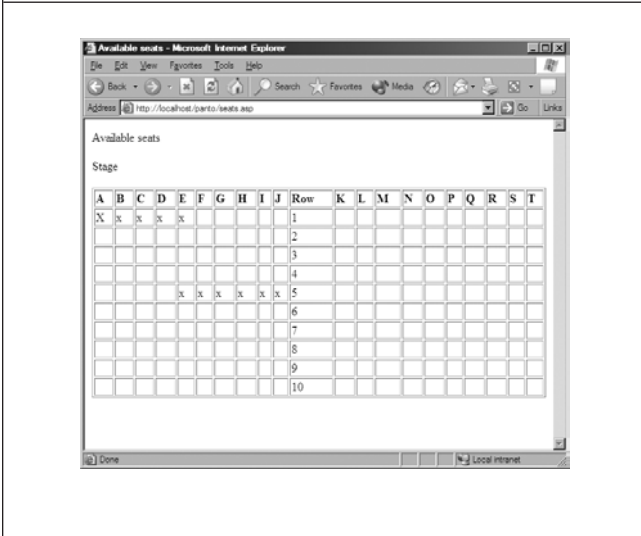 Available seats - Microsoft Internet Explorer
File Edit View Favorites Tools Help
Back Search Favorites Media
Address http://localhost/panto/seats.asp Go Links
Available seats
Stage
A B C D E F G H I J Row K L M N O P Q R S T
X x x x x 1
2
3
4
x x x x x x 5
6
7
8
9
10
Done Local intranet